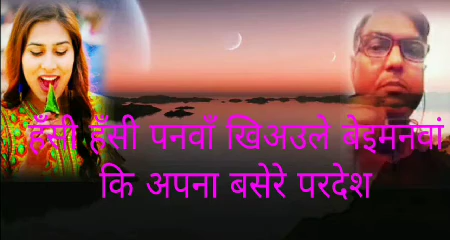 हँसी हँसी पनवाँ खिअउले बेइमनवां
कि अपना बसेरे परदेश